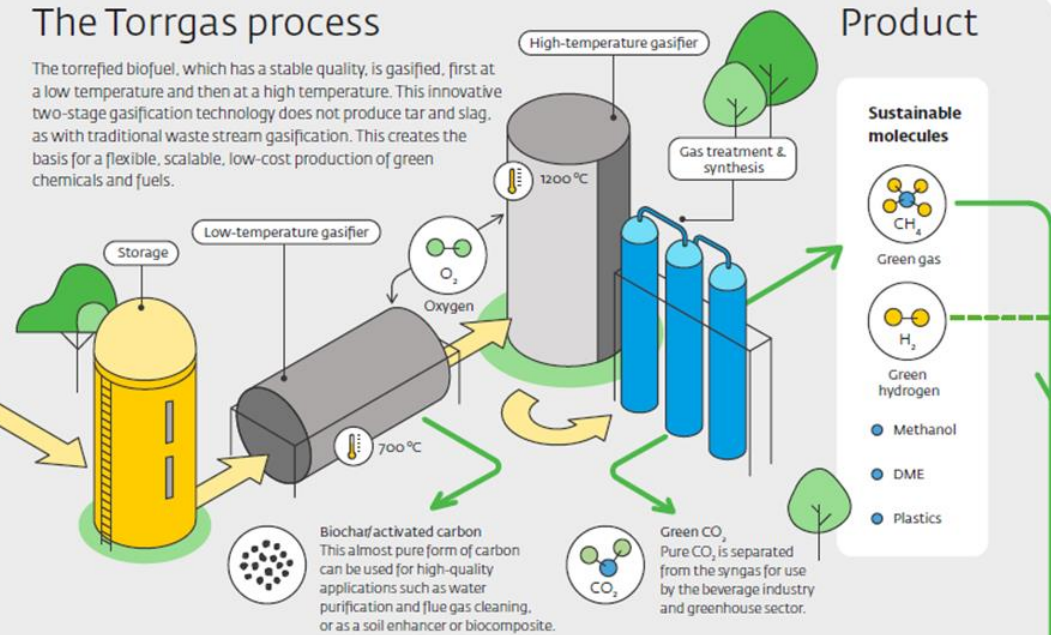 The Torrgas process
The torrefied biofuel, which has a stable quality, is gasified, first at
a low temperature and then at a high temperature. This innovative
two-stage gasification technology does not produce tar and slag,
as with traditional waste stream gasification. This creates the
basis for a flexible, scalable, low-cost production of green
chemicals and fuels.
Storage
Low-temperature gasifier
700 °C
O₂
Oxygen
High-temperature gasifier
1200 °C
Gas treatment &
synthesis
Biochar/activated carbon
This almost pure form of carbon
can be used for high-quality
applications such as water
purification and flue gas cleaning,
or as a soil enhancer or biocomposite.
CO₂
Green CO₂
Pure CO₂ is separated
from the syngas for use
by the beverage industry
and greenhouse sector.
Product
Sustainable
molecules
CH₄
Green gas
H₂
Green
hydrogen
Methanol
DME
Plastics